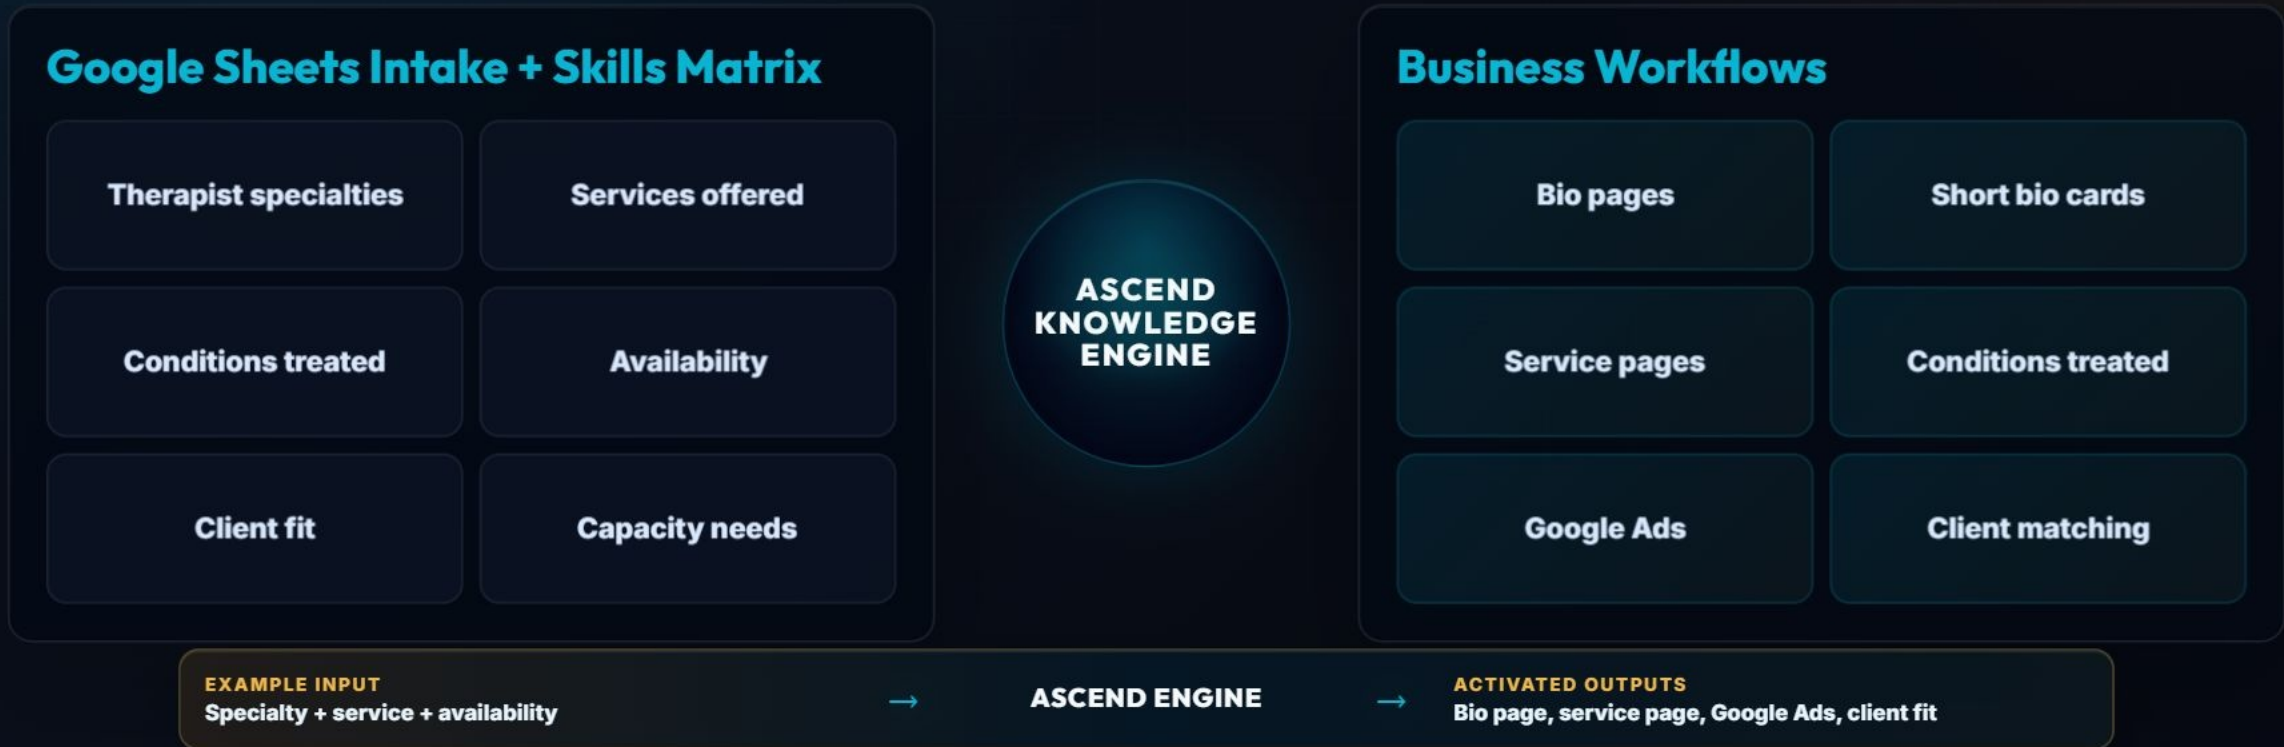 Google Sheets Intake + Skills Matrix
Therapist specialties
Services offered
Conditions treated
Availability
Client fit
Capacity needs
ASCEND
KNOWLEDGE
ENGINE
Business Workflows
Bio pages
Short bio cards
Service pages
Conditions treated
Google Ads
Client matching
EXAMPLE INPUT
Specialty + service + availability
→
ASCEND ENGINE
→
ACTIVATED OUTPUTS
Bio page, service page, Google Ads, client fit